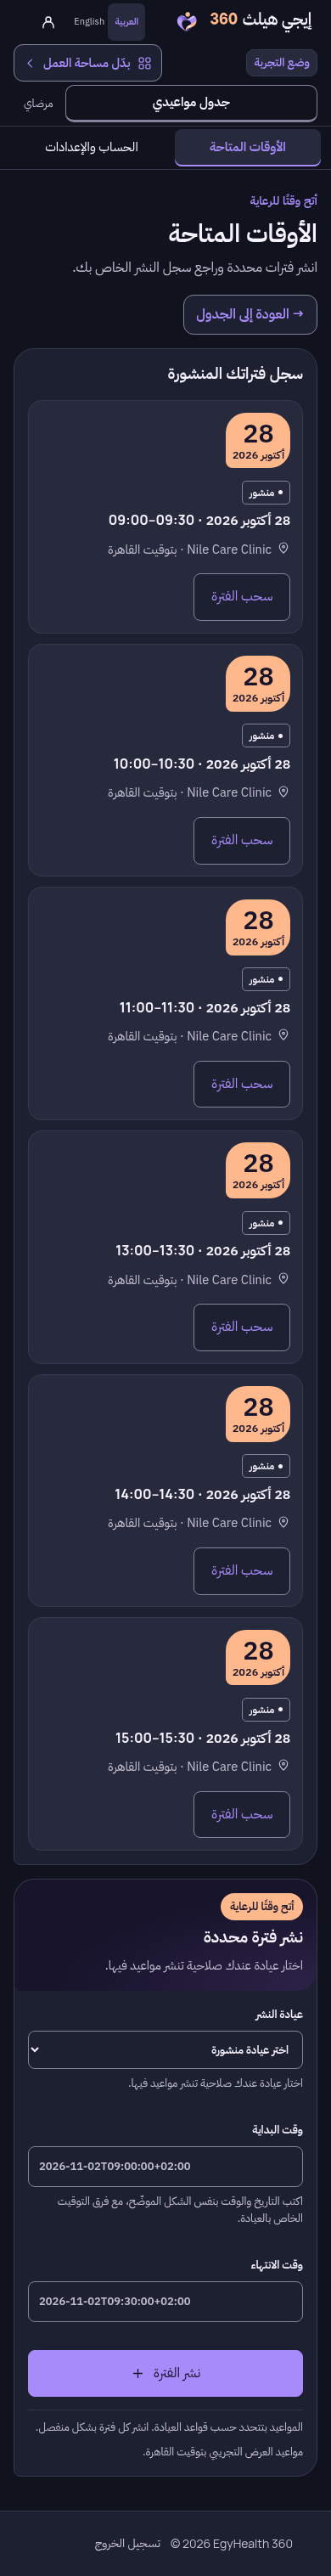 إيجي هيلث 360
العربية
English
وضع التجربة
بدّل مساحة العمل
جدول مواعيدي
مرضاي
الأوقات المتاحة
الحساب والإعدادات
أتح وقتًا للرعاية
الأوقات المتاحة
انشر فترات محددة وراجع سجل النشر الخاص بك.
→ العودة إلى الجدول
سجل فتراتك المنشورة
28
أكتوبر 2026
منشور
28 أكتوبر 2026 · 09:30–09:00
Nile Care Clinic · بتوقيت القاهرة
سحب الفترة
28
أكتوبر 2026
منشور
28 أكتوبر 2026 · 10:30–10:00
Nile Care Clinic · بتوقيت القاهرة
سحب الفترة
28
أكتوبر 2026
منشور
28 أكتوبر 2026 · 11:30–11:00
Nile Care Clinic · بتوقيت القاهرة
سحب الفترة
28
أكتوبر 2026
منشور
28 أكتوبر 2026 · 13:30–13:00
Nile Care Clinic · بتوقيت القاهرة
سحب الفترة
28
أكتوبر 2026
منشور
28 أكتوبر 2026 · 14:30–14:00
Nile Care Clinic · بتوقيت القاهرة
سحب الفترة
28
أكتوبر 2026
منشور
28 أكتوبر 2026 · 15:30–15:00
Nile Care Clinic · بتوقيت القاهرة
سحب الفترة
أتح وقتًا للرعاية
نشر فترة محددة
اختار عيادة عندك صلاحية تنشر مواعيد فيها.
عيادة النشر
اختر عيادة منشورة
اختار عيادة عندك صلاحية تنشر مواعيد فيها.
وقت البداية
2026-11-02T09:00:00+02:00
اكتب التاريخ والوقت بنفس الشكل الموضّح، مع فرق التوقيت
الخاص بالعيادة.
وقت الانتهاء
2026-11-02T09:30:00+02:00
نشر الفترة +
المواعيد بتتحدد حسب قواعد العيادة. انشر كل فترة بشكل منفصل.
مواعيد العرض التجريبي بتوقيت القاهرة.
© 2026 EgyHealth 360
تسجيل الخروج